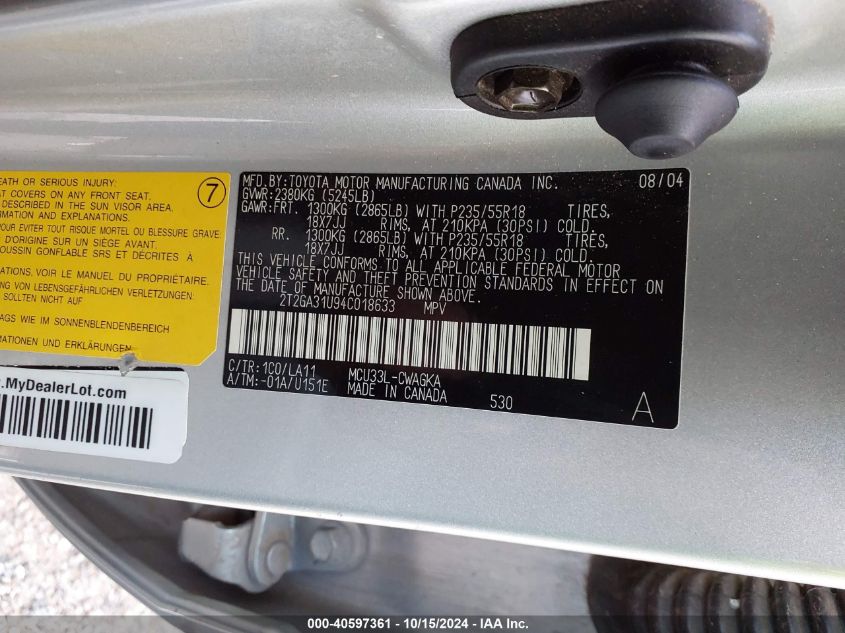 EATH OR SERIOUS INJURY:
AT COVERS ON ANY FRONT SEAT.
DESCRIBED IN THE SUN VISOR AREA.
ORMATION AND EXPLANATIONS.
7
POUR ÉVITER TOUT RISQUE MORTEL OU BLESSURE GRAVE:
D'ORIGINE SUR UN SIÈGE AVANT.
OUSSIN GONFLABLE SRS ET DÉCRITES À
AVANT, VOIR LE MANUEL DU PROPRIÉTAIRE.
NG VON LEBENSGEFÄHRLICHEN VERLETZUNGEN:
SOLLTEN NICHT AUF
AGS WIE IM SONNENBLENDENBEREICH
MATIONEN UND ERKLÄRUNGEN
.MyDealerLot.com
MFD.BY:TOYOTA MOTOR MANUFACTURING CANADA INC. 08/04
GVWR:2380KG (5245LB)
GAWR:FRT. 1300KG (2865LB) WITH P235/55R18 TIRES,
18X7JJ RIMS, AT 210KPA (30PSI) COLD.
RR. 1300KG (2865LB) WITH P235/55R18 TIRES,
18X7JJ RIMS, AT 210KPA (30PSI) COLD.
THIS VEHICLE CONFORMS TO ALL APPLICABLE FEDERAL MOTOR
VEHICLE SAFETY AND THEFT PREVENTION STANDARDS IN EFFECT ON
THE DATE OF MANUFACTURE SHOWN ABOVE.
2T2GA31U94C018633 MPV
C/TR:1C0/LA11 MCU33L-CWAGKA
A/TM:-01A/U151E MADE IN CANADA 530 A
000-40597361 - 10/15/2024 - IAA Inc.